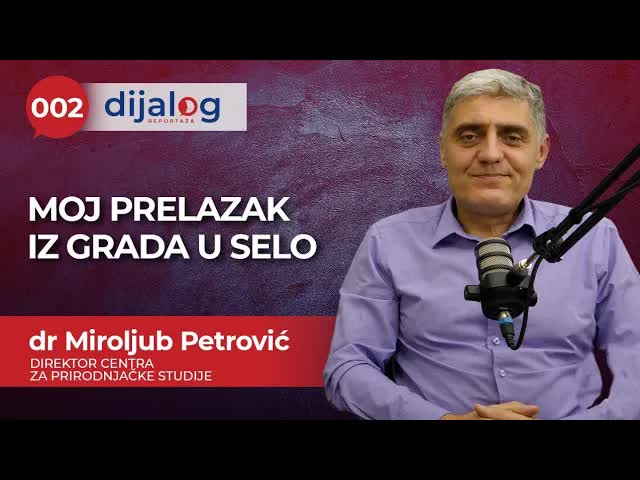 002 dijalog
REPORTAŽA
MOJ PRELAZAK
IZ GRADA U SELO
dr Miroljub Petrović
DIREKTOR CENTRA
ZA PRIRODNJAČKE STUDIJE